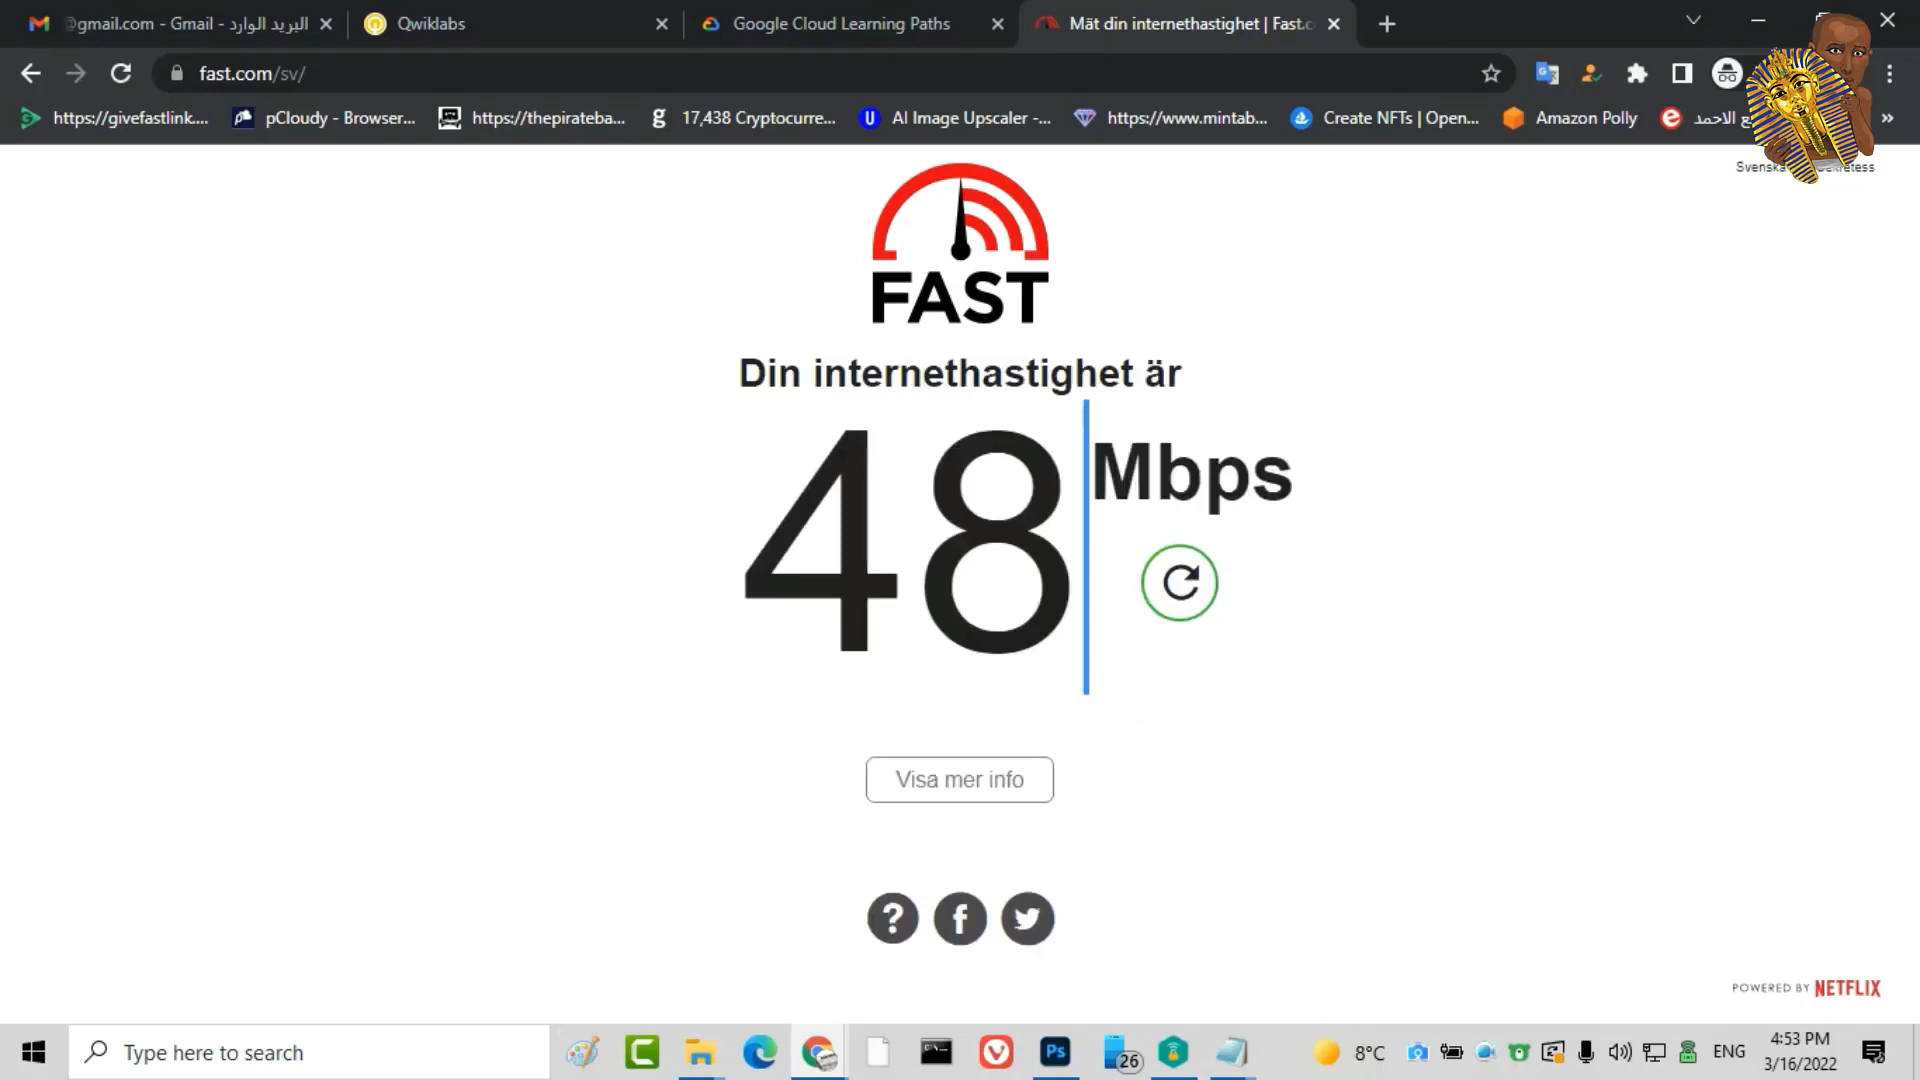 @gmail.com - Gmail - البريد الوارد
Qwiklabs
Google Cloud Learning Paths
Mät din internethastighet | Fast.c
fast.com/sv/
https://givefastlink....
pCloudy - Browser...
https://thepirateba...
17,438 Cryptocurre...
AI Image Upscaler -...
https://www.mintab...
Create NFTs | Open...
Amazon Polly
الاحمد
Svenska
FAST
Din internethastighet är
48 Mbps
Visa mer info
POWERED BY NETFLIX
Type here to search
Ps
26
8°C
ENG
4:53 PM
3/16/2022